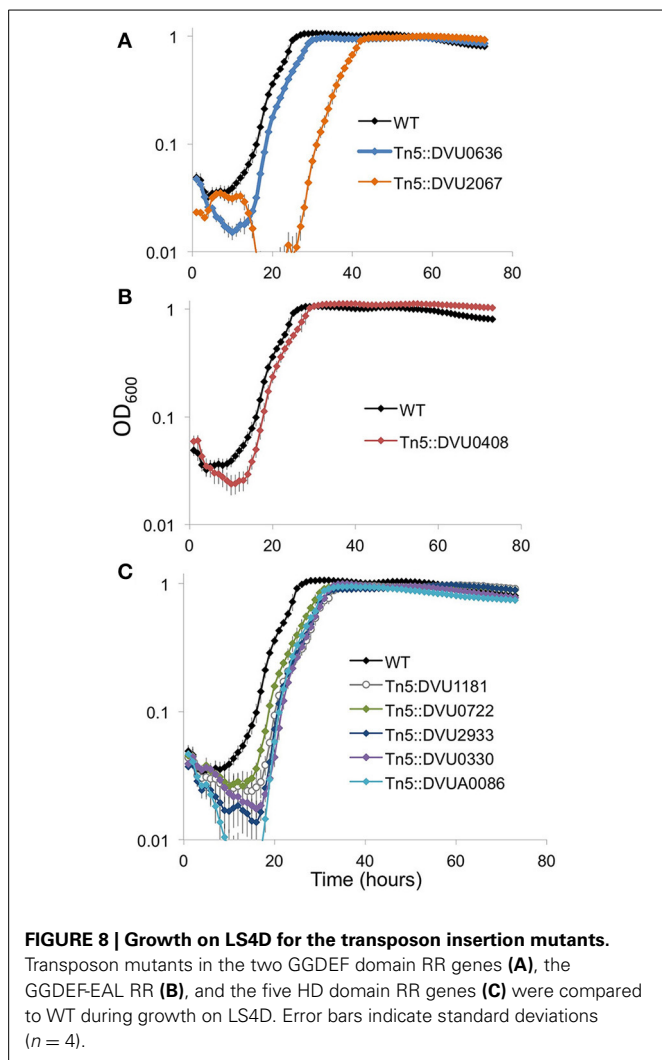 A
1
0.1
0.01
0
20
40
60
80
WT
Tn5::DVU0636
Tn5::DVU2067
B
1
0.1
0.01
0
20
40
60
80
WT
Tn5::DVU0408
OD600
C
1
0.1
0.01
0
20
40
60
80
WT
Tn5:DVU1181
Tn5::DVU0722
Tn5::DVU2933
Tn5::DVU0330
Tn5::DVUA0086
Time (hours)
FIGURE 8 | Growth on LS4D for the transposon insertion mutants.
Transposon mutants in the two GGDEF domain RR genes (A), the
GGDEF-EAL RR (B), and the five HD domain RR genes (C) were compared
to WT during growth on LS4D. Error bars indicate standard deviations
(n = 4).